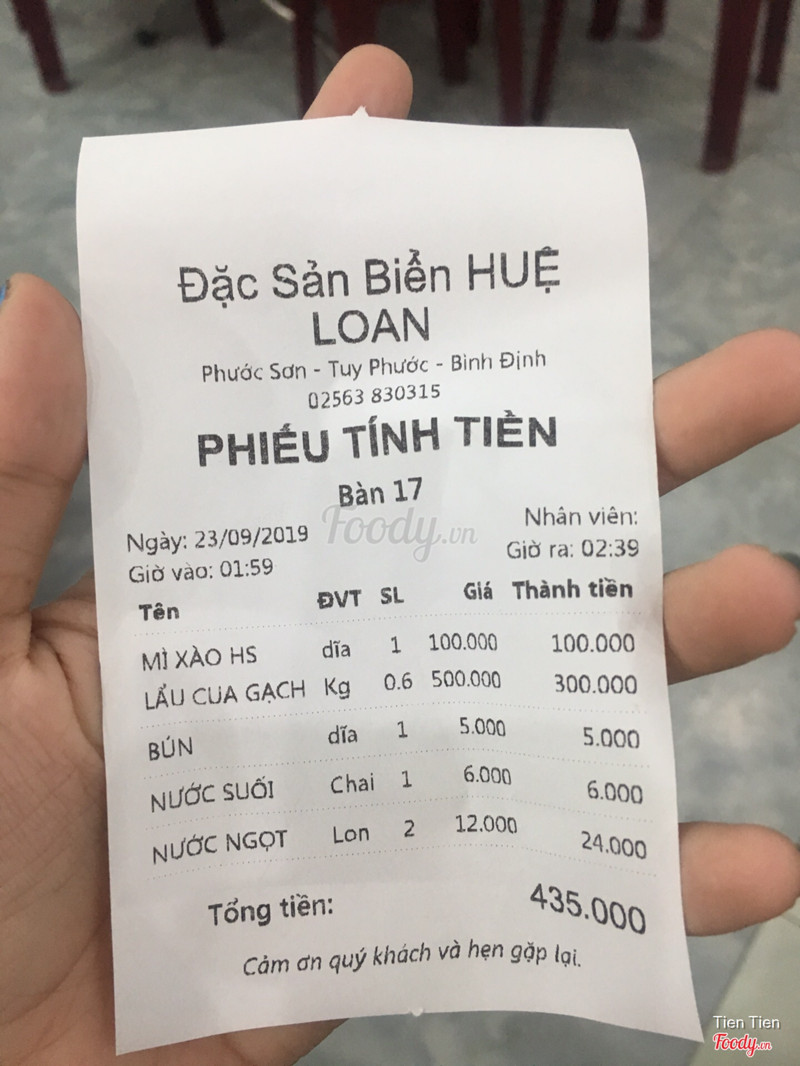 Đặc Sản Biển HUỆ
LOAN
Phước Sơn - Tuy Phước - Bình Định
02563 830315
PHIẾU TÍNH TIỀN
Bàn 17
Foody.vn
Nhân viên:
Ngày: 23/09/2019
Giờ vào: 01:59 Giờ ra: 02:39
Tên ĐVT SL Giá Thành tiền
MÌ XÀO HS dĩa 1 100.000 100.000
LẨU CUA GẠCH Kg 0.6 500.000 300.000
BÚN dĩa 1 5.000 5.000
NƯỚC SUỐI Chai 1 6.000 6.000
NƯỚC NGỌT Lon 2 12.000 24.000
Tổng tiền: 435.000
Cảm ơn quý khách và hẹn gặp lại.
Tien Tien
Foody.vn